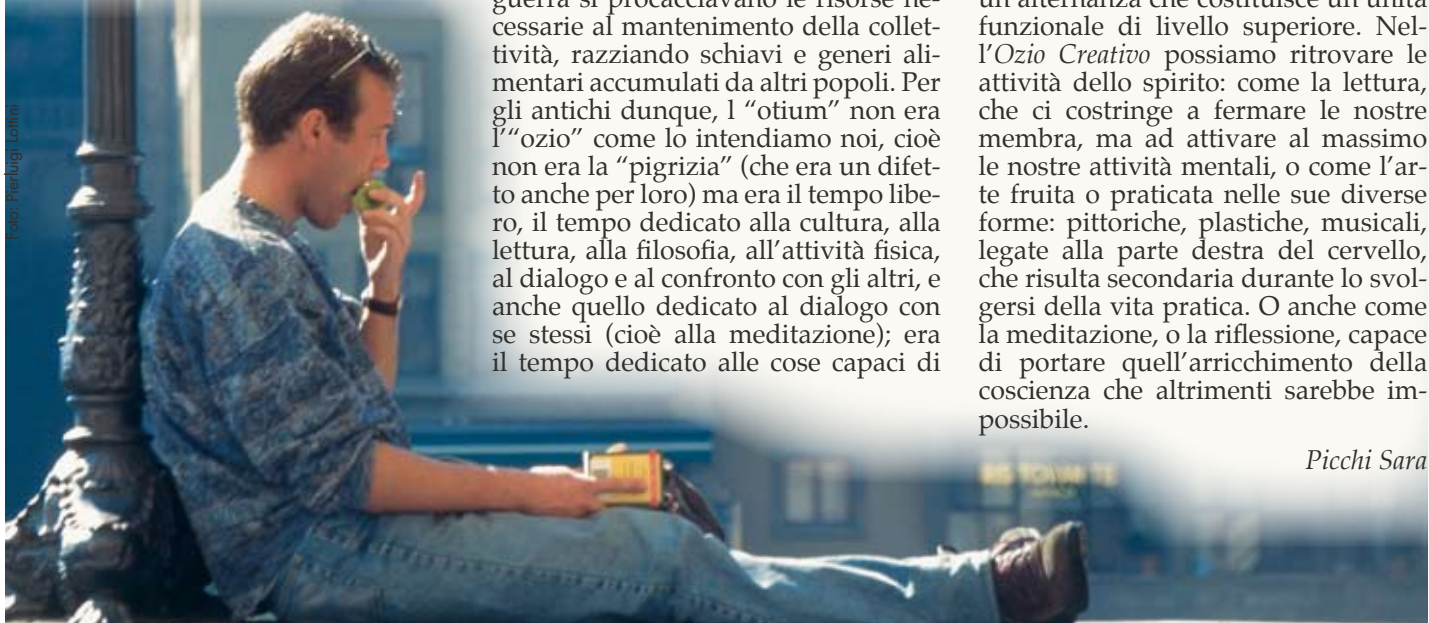 guerra si procacciavano le risorse ne-
cessarie al mantenimento della collet-
tività, razziando schiavi e generi ali-
mentari accumulati da altri popoli. Per
gli antichi dunque, l “otium” non era
l’“ozio” come lo intendiamo noi, cioè
non era la “pigrizia” (che era un difet-
to anche per loro) ma era il tempo libe-
ro, il tempo dedicato alla cultura, alla
lettura, alla filosofia, all’attività fisica,
al dialogo e al confronto con gli altri, e
anche quello dedicato al dialogo con
se stessi (cioè alla meditazione); era
il tempo dedicato alle cose capaci di
un’alternanza che costituisce un’unità
funzionale di livello superiore. Nel-
l’Ozio Creativo possiamo ritrovare le
attività dello spirito: come la lettura,
che ci costringe a fermare le nostre
membra, ma ad attivare al massimo
le nostre attività mentali, o come l’ar-
te fruita o praticata nelle sue diverse
forme: pittoriche, plastiche, musicali,
legate alla parte destra del cervello,
che risulta secondaria durante lo svol-
gersi della vita pratica. O anche come
la meditazione, o la riflessione, capace
di portare quell’arricchimento della
coscienza che altrimenti sarebbe im-
possibile.
Picchi Sara
Foto: Pierluigi Lottini
RISTORANTE